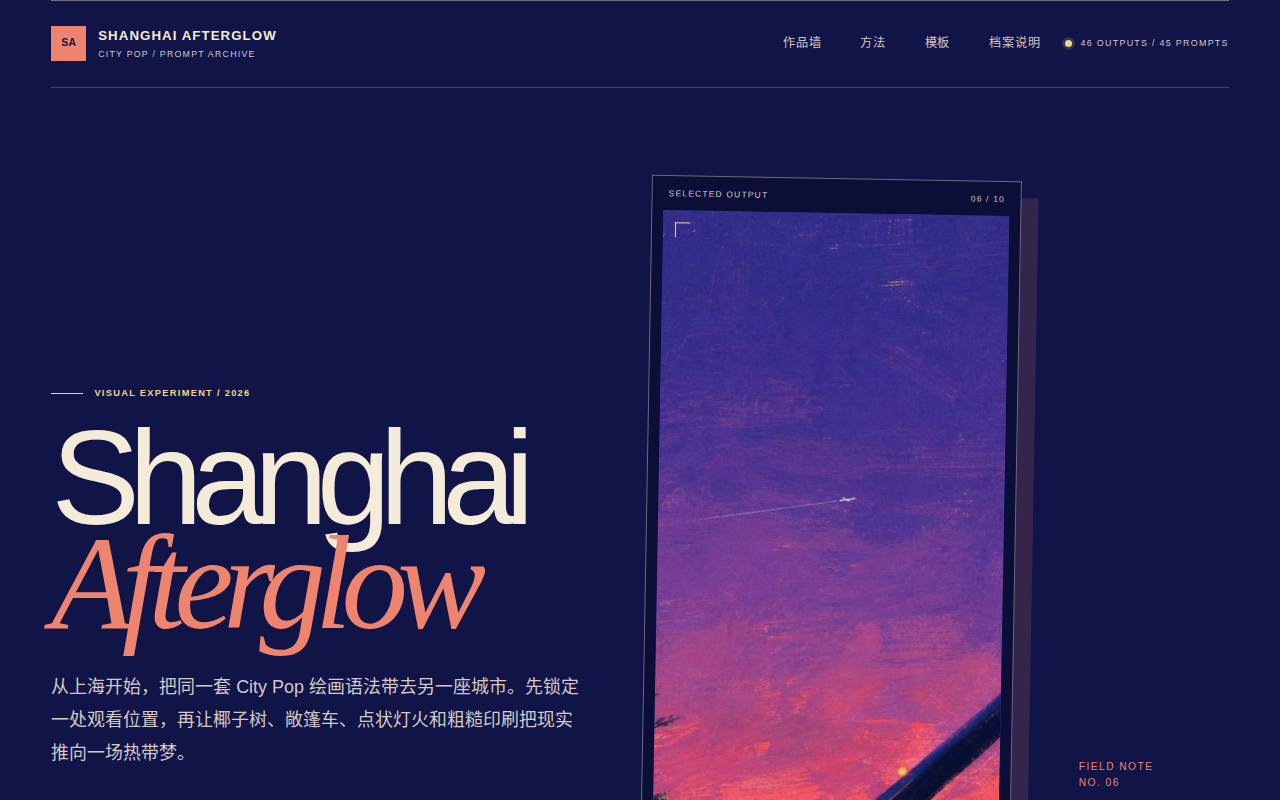 SA
SHANGHAI AFTERGLOW
CITY POP / PROMPT ARCHIVE
作品墙
方法
模板
档案说明
46 OUTPUTS / 45 PROMPTS
SELECTED OUTPUT
06 / 10
VISUAL EXPERIMENT / 2026
Shanghai
Afterglow
从上海开始，把同一套 City Pop 绘画语法带去另一座城市。先锁定
一处观看位置，再让椰子树、敞篷车、点状灯火和粗糙印刷把现实
推向一场热带梦。
FIELD NOTE
NO. 06